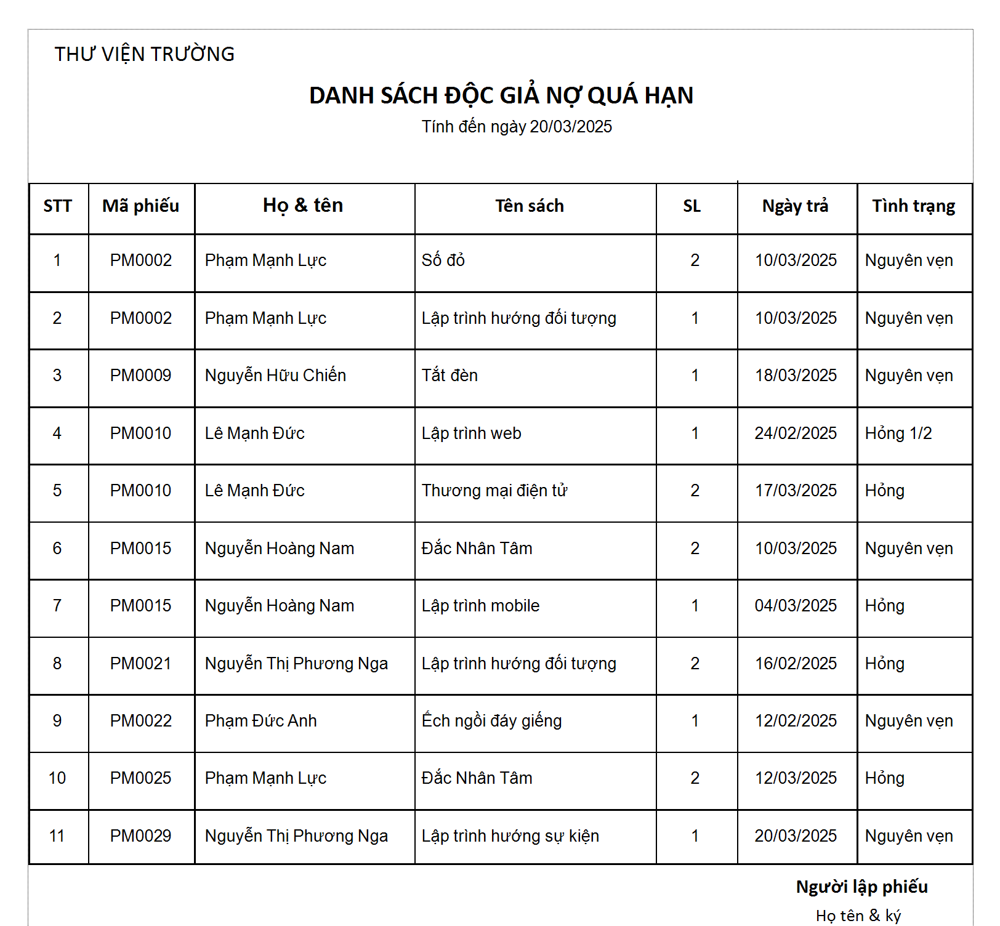 THƯ VIỆN TRƯỜNG
DANH SÁCH ĐỘC GIẢ NỢ QUÁ HẠN
Tính đến ngày 20/03/2025
STT Mã phiếu Họ & tên Tên sách SL Ngày trả Tình trạng
1 PM0002 Phạm Mạnh Lực Số đỏ 2 10/03/2025 Nguyên vẹn
2 PM0002 Phạm Mạnh Lực Lập trình hướng đối tượng 1 10/03/2025 Nguyên vẹn
3 PM0009 Nguyễn Hữu Chiến Tắt đèn 1 18/03/2025 Nguyên vẹn
4 PM0010 Lê Mạnh Đức Lập trình web 1 24/02/2025 Hỏng 1/2
5 PM0010 Lê Mạnh Đức Thương mại điện tử 2 17/03/2025 Hỏng
6 PM0015 Nguyễn Hoàng Nam Đắc Nhân Tâm 2 10/03/2025 Nguyên vẹn
7 PM0015 Nguyễn Hoàng Nam Lập trình mobile 1 04/03/2025 Hỏng
8 PM0021 Nguyễn Thị Phương Nga Lập trình hướng đối tượng 2 16/02/2025 Hỏng
9 PM0022 Phạm Đức Anh Ếch ngồi đáy giếng 1 12/02/2025 Nguyên vẹn
10 PM0025 Phạm Mạnh Lực Đắc Nhân Tâm 2 12/03/2025 Hỏng
11 PM0029 Nguyễn Thị Phương Nga Lập trình hướng sự kiện 1 20/03/2025 Nguyên vẹn
Người lập phiếu
Họ tên & ký